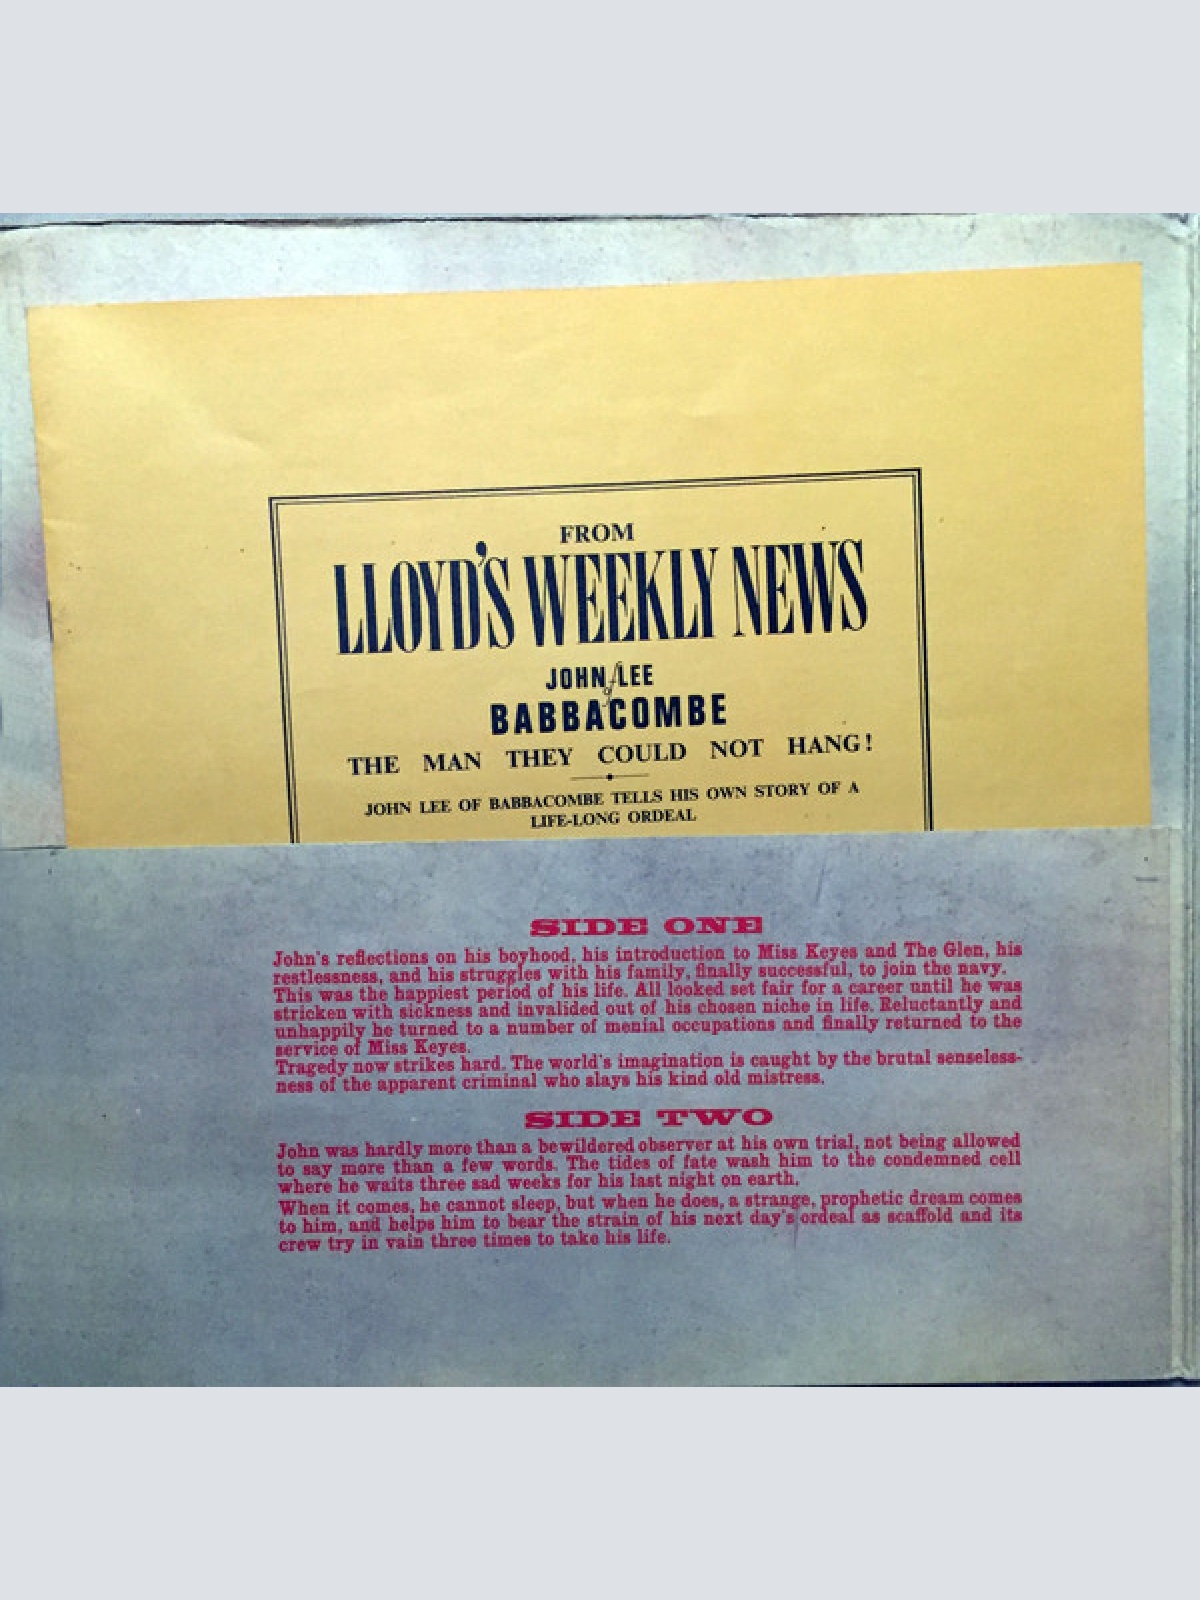 FROM
LLOYD'S WEEKLY NEWS
JOHN LEE
of
BABBACOMBE
THE MAN THEY COULD NOT HANG!
JOHN LEE OF BABBACOMBE TELLS HIS OWN STORY OF A
LIFE-LONG ORDEAL
SIDE ONE
John's reflections on his boyhood, his introduction to Miss Keyes and The Glen, his
restlessness, and his struggles with his family, finally successful, to join the navy.
This was the happiest period of his life. All looked set fair for a career until he was
stricken with sickness and invalided out of his chosen niche in life. Reluctantly and
unhappily he turned to a number of menial occupations and finally returned to the
service of Miss Keyes.
Tragedy now strikes hard. The world's imagination is caught by the brutal senseless-
ness of the apparent criminal who slays his kind old mistress.
SIDE TWO
John was hardly more than a bewildered observer at his own trial, not being allowed
to say more than a few words. The tides of fate wash him to the condemned cell
where he waits three sad weeks for his last night on earth.
When it comes, he cannot sleep, but when he does, a strange, prophetic dream comes
to him, and helps him to bear the strain of his next day's ordeal as scaffold and its
crew try in vain three times to take his life.